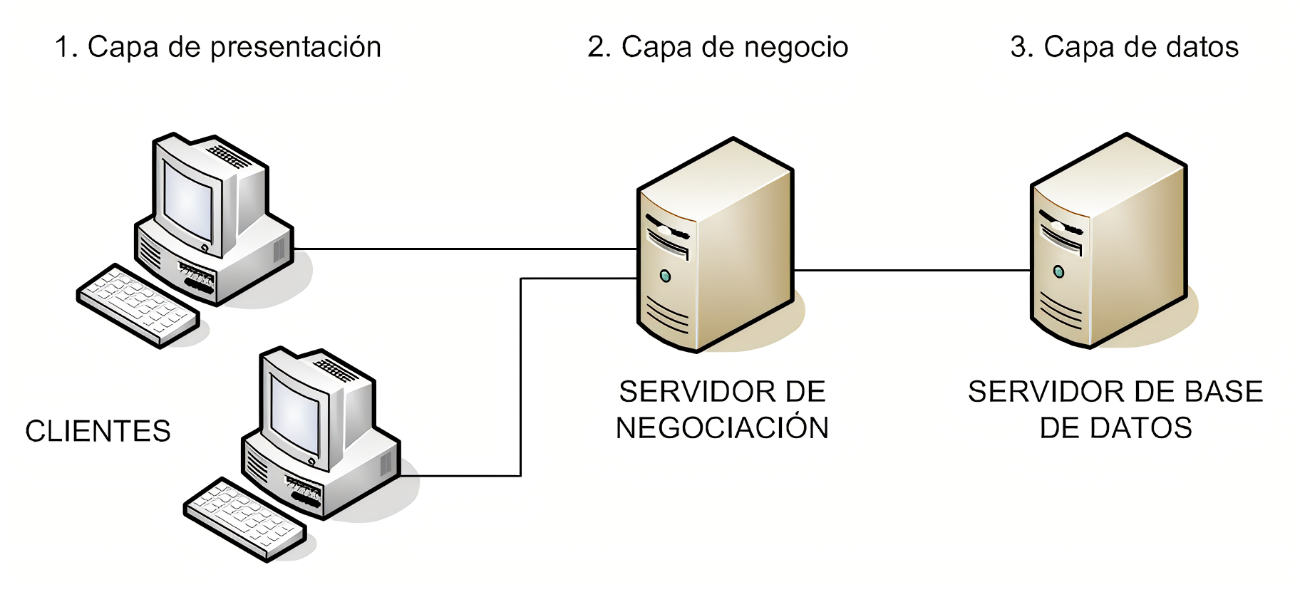 1. Capa de presentación
2. Capa de negocio
3. Capa de datos
CLIENTES
SERVIDOR DE
NEGOCIACIÓN
SERVIDOR DE BASE
DE DATOS